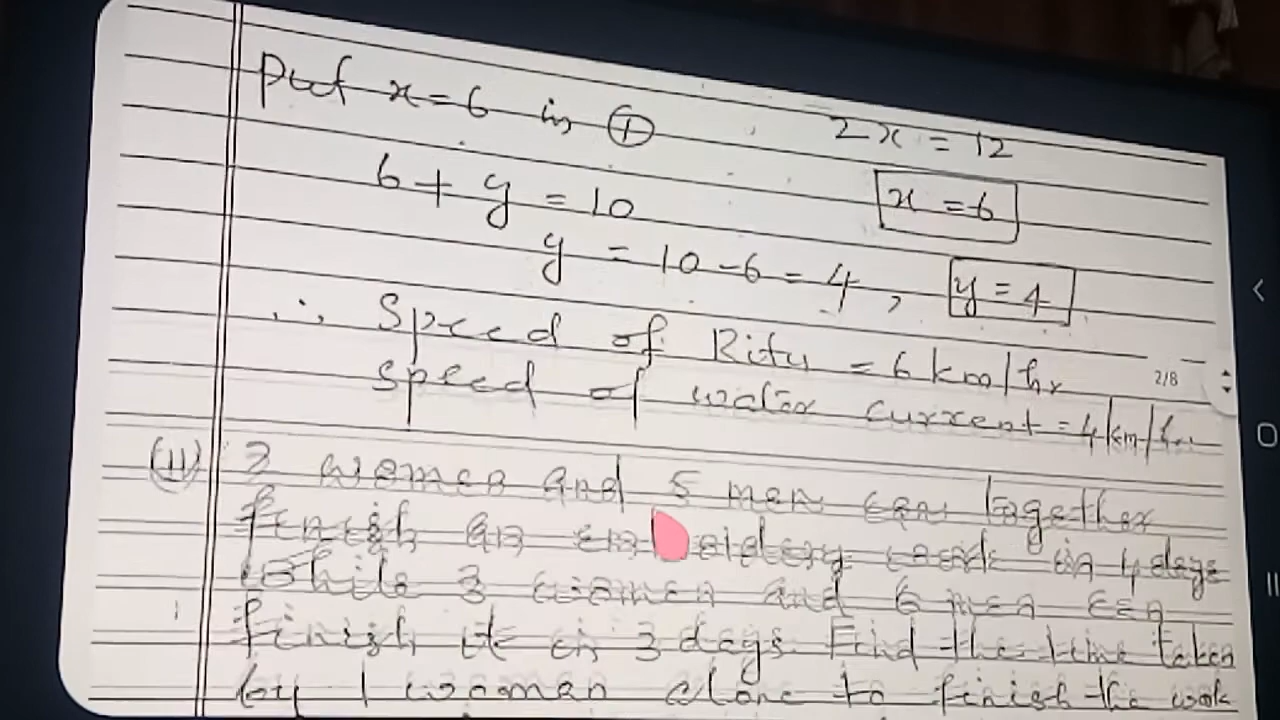 Put x = 6 in ①
2x = 12
x = 6
6 + y = 10
y = 10 - 6 = 4, y = 4
∴ Speed of Ritu = 6 km/hr
2/8
Speed of water current = 4 km/hr
(II) 2 women and 5 men can together
finish an embroidery work in 4 days
while 3 women and 6 men can
finish it in 3 days. Find the time taken
by 1 woman alone to finish the work